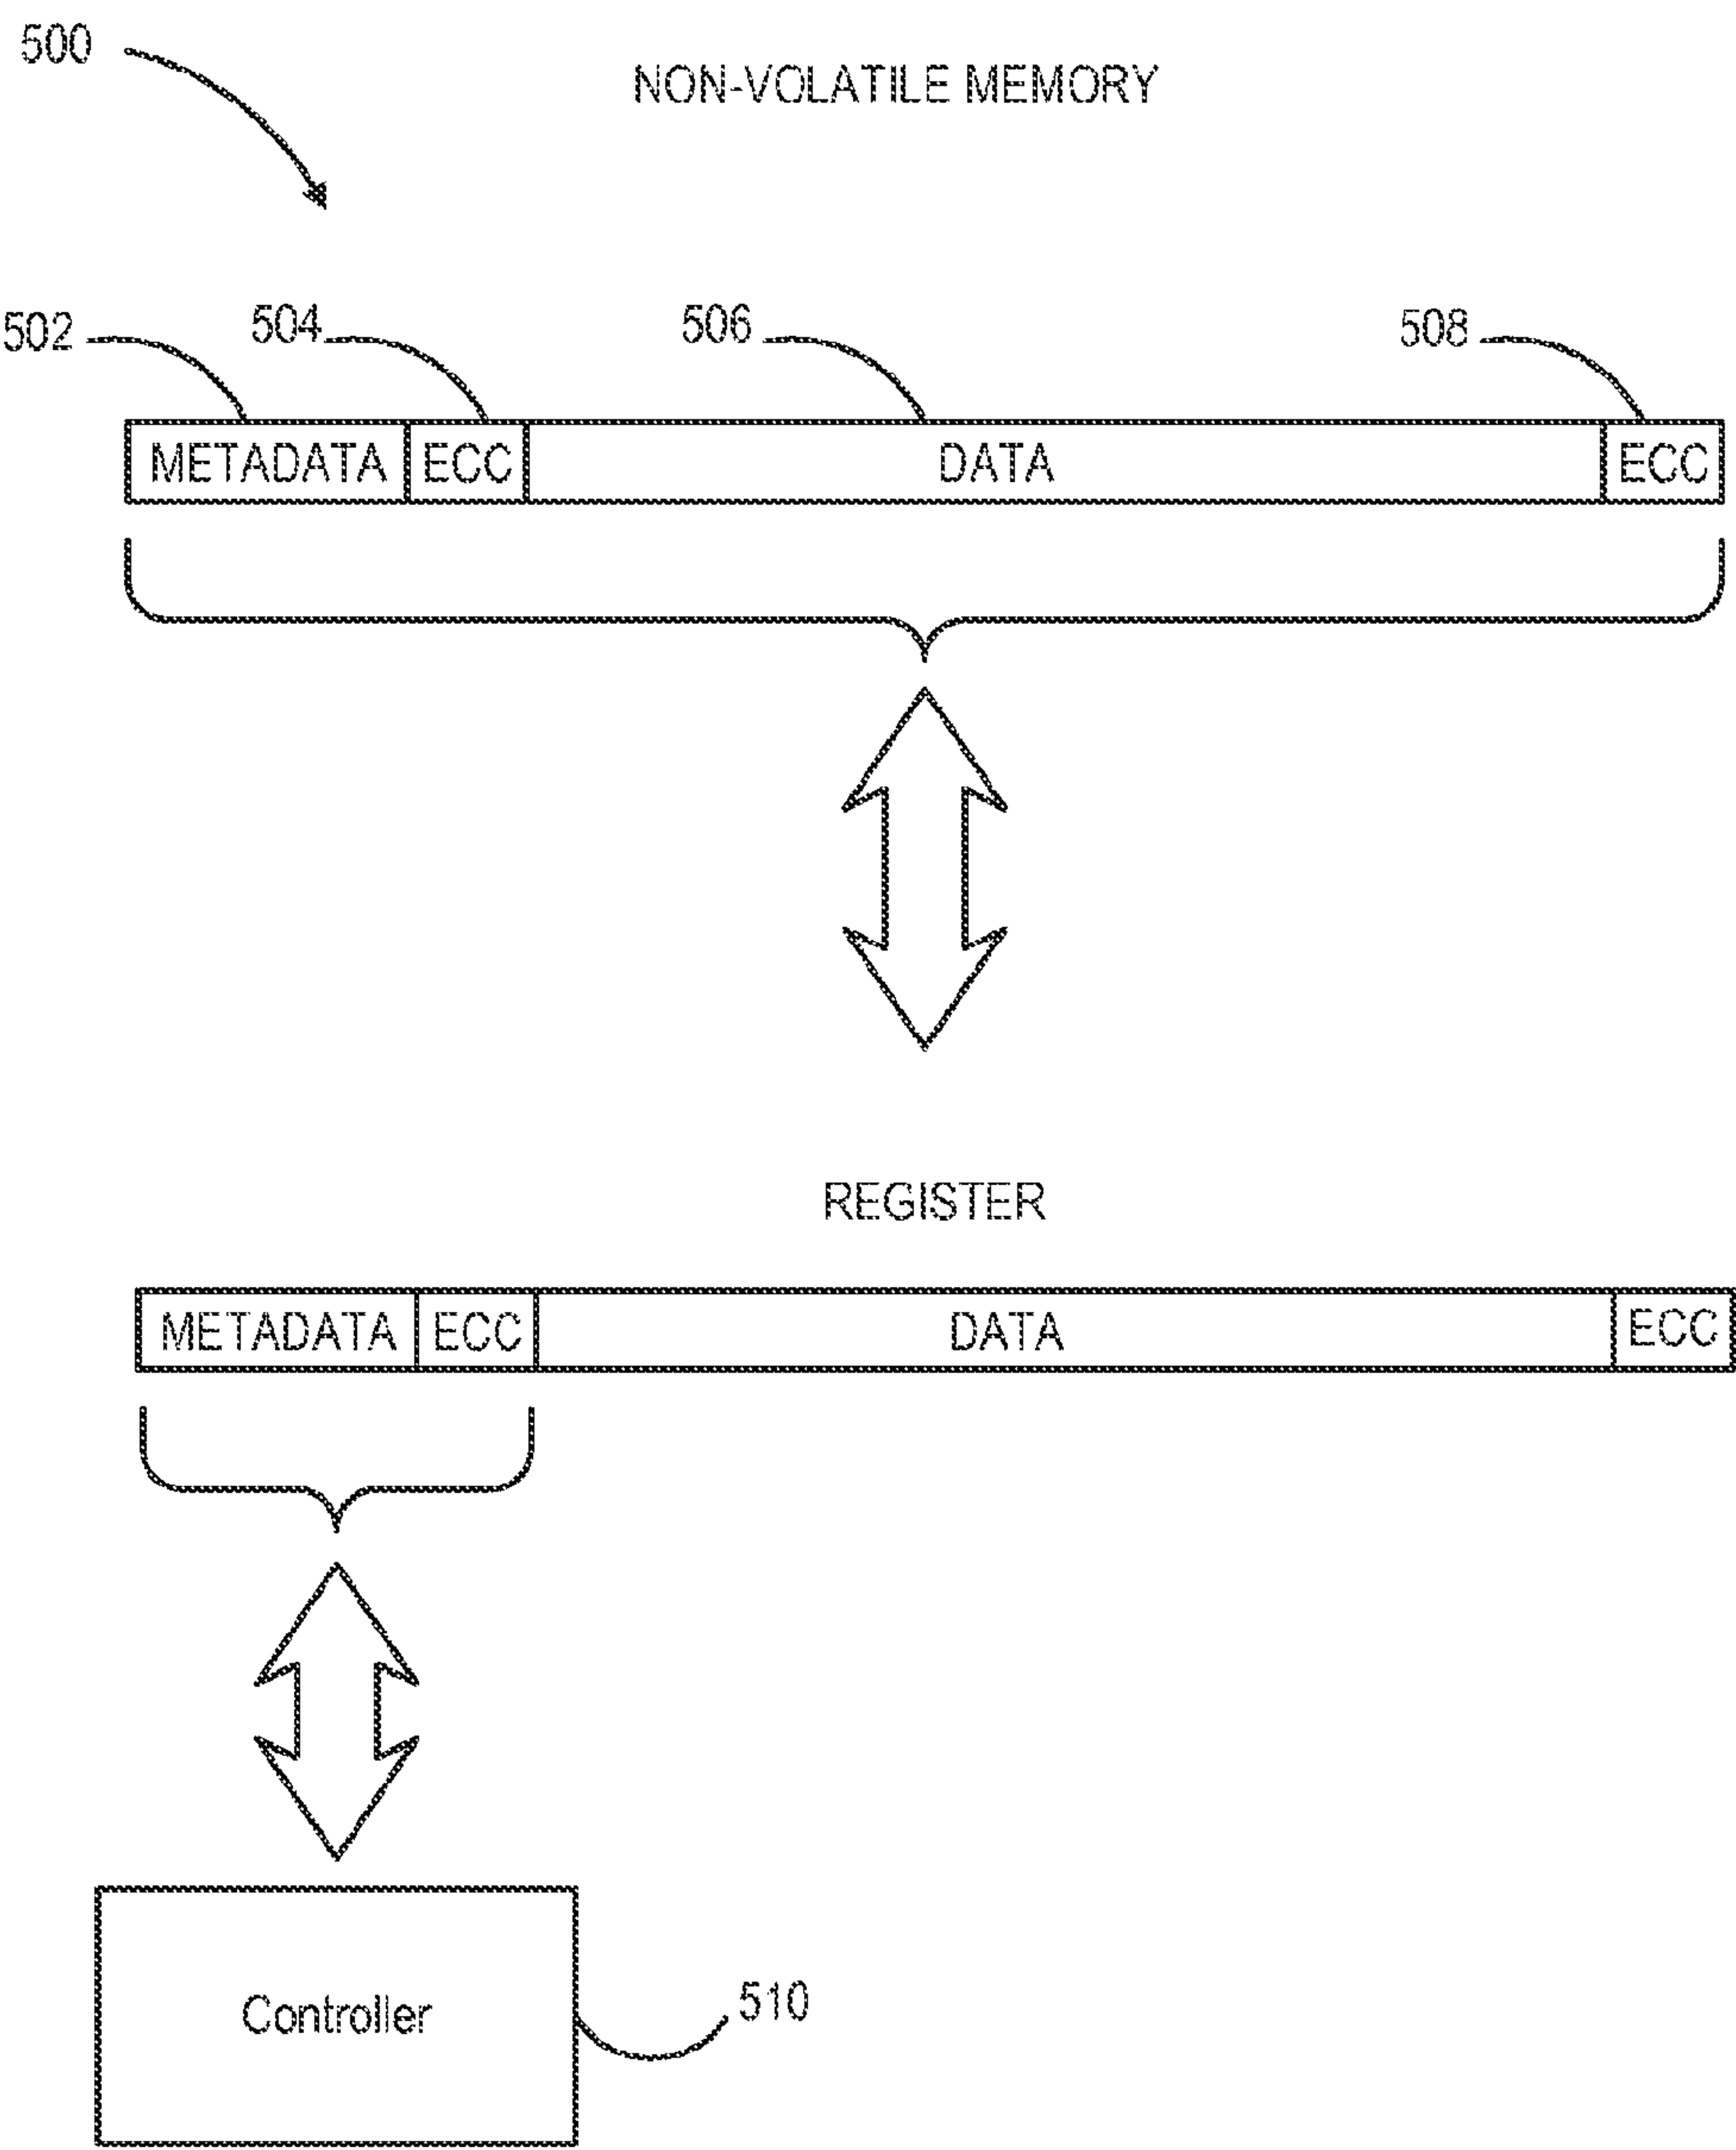 500
NON-VOLATILE MEMORY
502 504 506 508
METADATA ECC DATA ECC
REGISTER
METADATA ECC DATA ECC
Controller
510